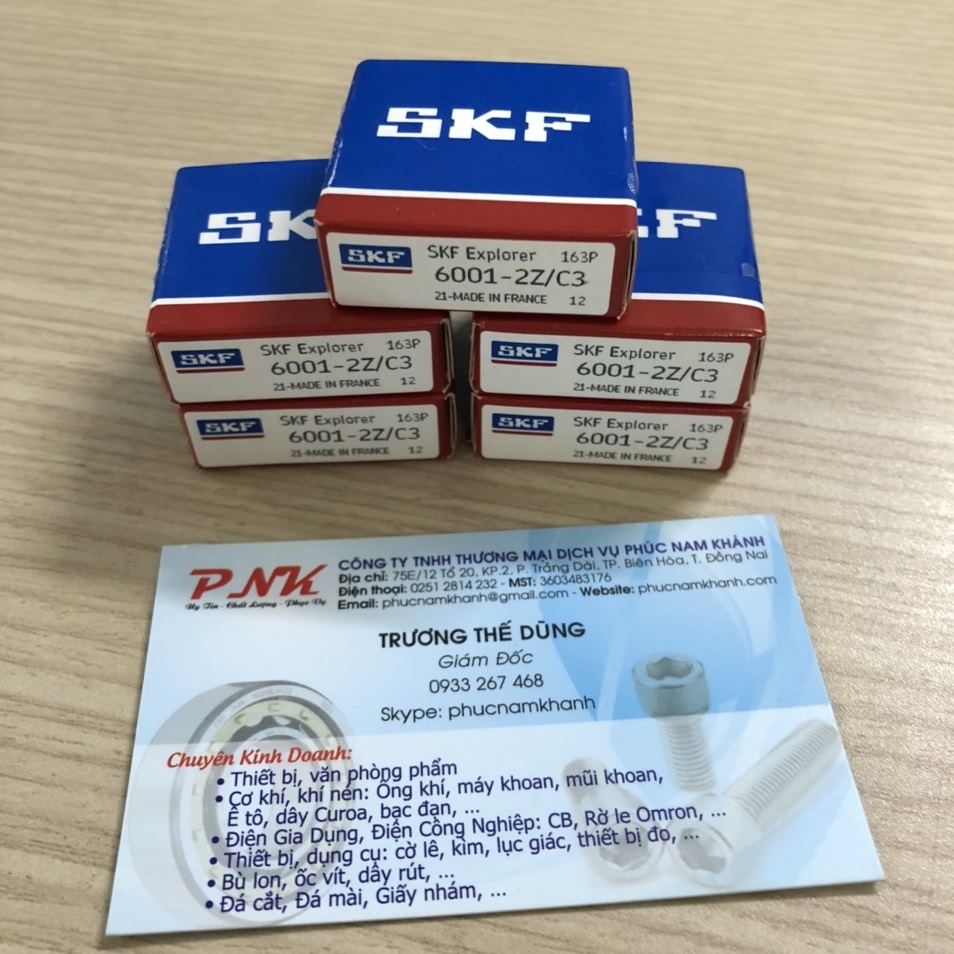 SKF
SKF
SKF Explorer 163P
6001-2Z/C3
21-MADE IN FRANCE 12
SK
KF
SKF
SKF Explorer 163P
6001-2Z/C3
21-MADE IN FRANCE 12
SKF
SKF Explorer 163P
6001-2Z/C3
21-MADE IN FRANCE 12
SKF
SKF Explorer 163P
6001-2Z/C3
21-MADE IN FRANCE 12
SKF
SKF Explorer 163P
6001-2Z/C3
21-MADE IN FRANCE 12
PNK
Uy Tín - Chất Lượng - Phục Vụ
CÔNG TY TNHH THƯƠNG MẠI DỊCH VỤ PHÚC NAM KHÁNH
Địa chỉ: 75E/12 Tổ 20, KP.2, P. Trảng Dài, TP. Biên Hòa, T. Đồng Nai
Điện thoại: 0251 2814 232 - MST: 3603483176
Email: phucnamkhanh@gmail.com - Website: phucnamkhanh.com
TRƯƠNG THẾ DŨNG
Giám Đốc
0933 267 468
Skype: phucnamkhanh
Chuyên Kinh Doanh:
• Thiết bị, văn phòng phẩm
• Cơ khí, khí nén: Ống khí, máy khoan, mũi khoan,
Ê tô, dây Curoa, bạc đạn, ...
• Điện Gia Dụng, Điện Công Nghiệp: CB, Rờ le Omron, ...
• Thiết bị, dụng cụ: cờ lê, kìm, lục giác, thiết bị đo, ...
• Bù lon, ốc vít, dây rút, ...
• Đá cắt, Đá mài, Giấy nhám, ...